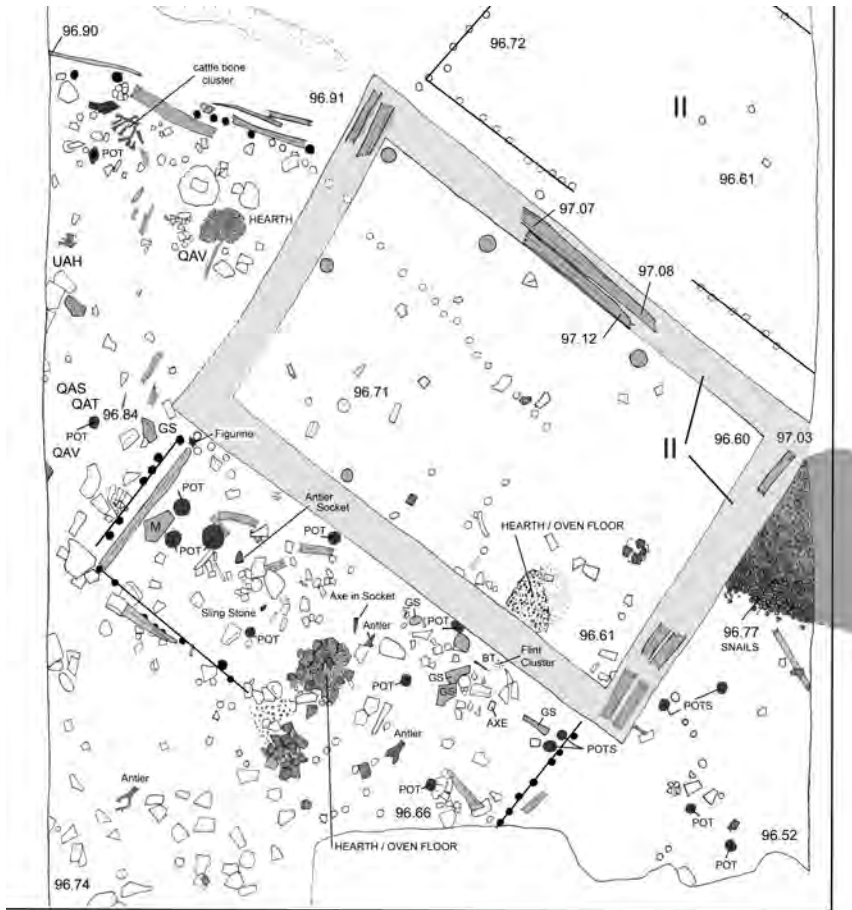 96.90
96.72
cattle bone
cluster
96.91
II
POT
96.61
HEARTH
97.07
QAV
UAH
97.08
97.12
QAS
QAT
96.84
96.71
GS
POT
Figurine
96.60
97.03
II
QAV
POT
Antler
Socket
M
HEARTH / OVEN FLOOR
POT
POT
Axe in Socket
Sling Stone
GS
96.61
96.77
SNAILS
Antler
POT
POT
Flint
Cluster
BT
GS
POT
GS
POTS
AXE
GS
Antler
POTS
Antler
POT
96.66
POT
96.52
HEARTH / OVEN FLOOR
POT
96.74